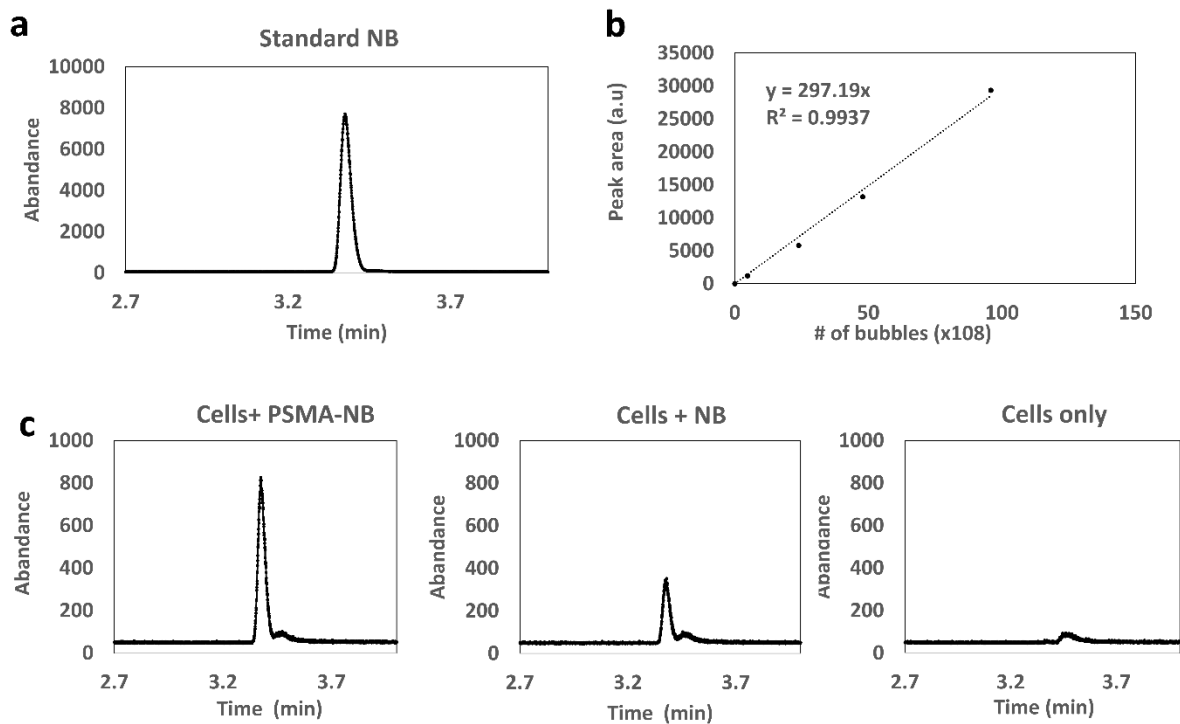 a
Standard NB
Abandance
10000
8000
6000
4000
2000
0
2.7
3.2
3.7
Time (min)
b
Peak area (a.u)
35000
30000
25000
20000
15000
10000
5000
0
y = 297.19x
R² = 0.9937
0
50
100
150
# of bubbles (x108)
c
Cells+ PSMA-NB
Abandance
1000
800
600
400
200
0
2.7
3.2
3.7
Time (min)
Cells + NB
Abandance
1000
800
600
400
200
0
2.7
3.2
3.7
Time (min)
Cells only
Abandance
1000
800
600
400
200
0
2.7
3.2
3.7
Time (min)